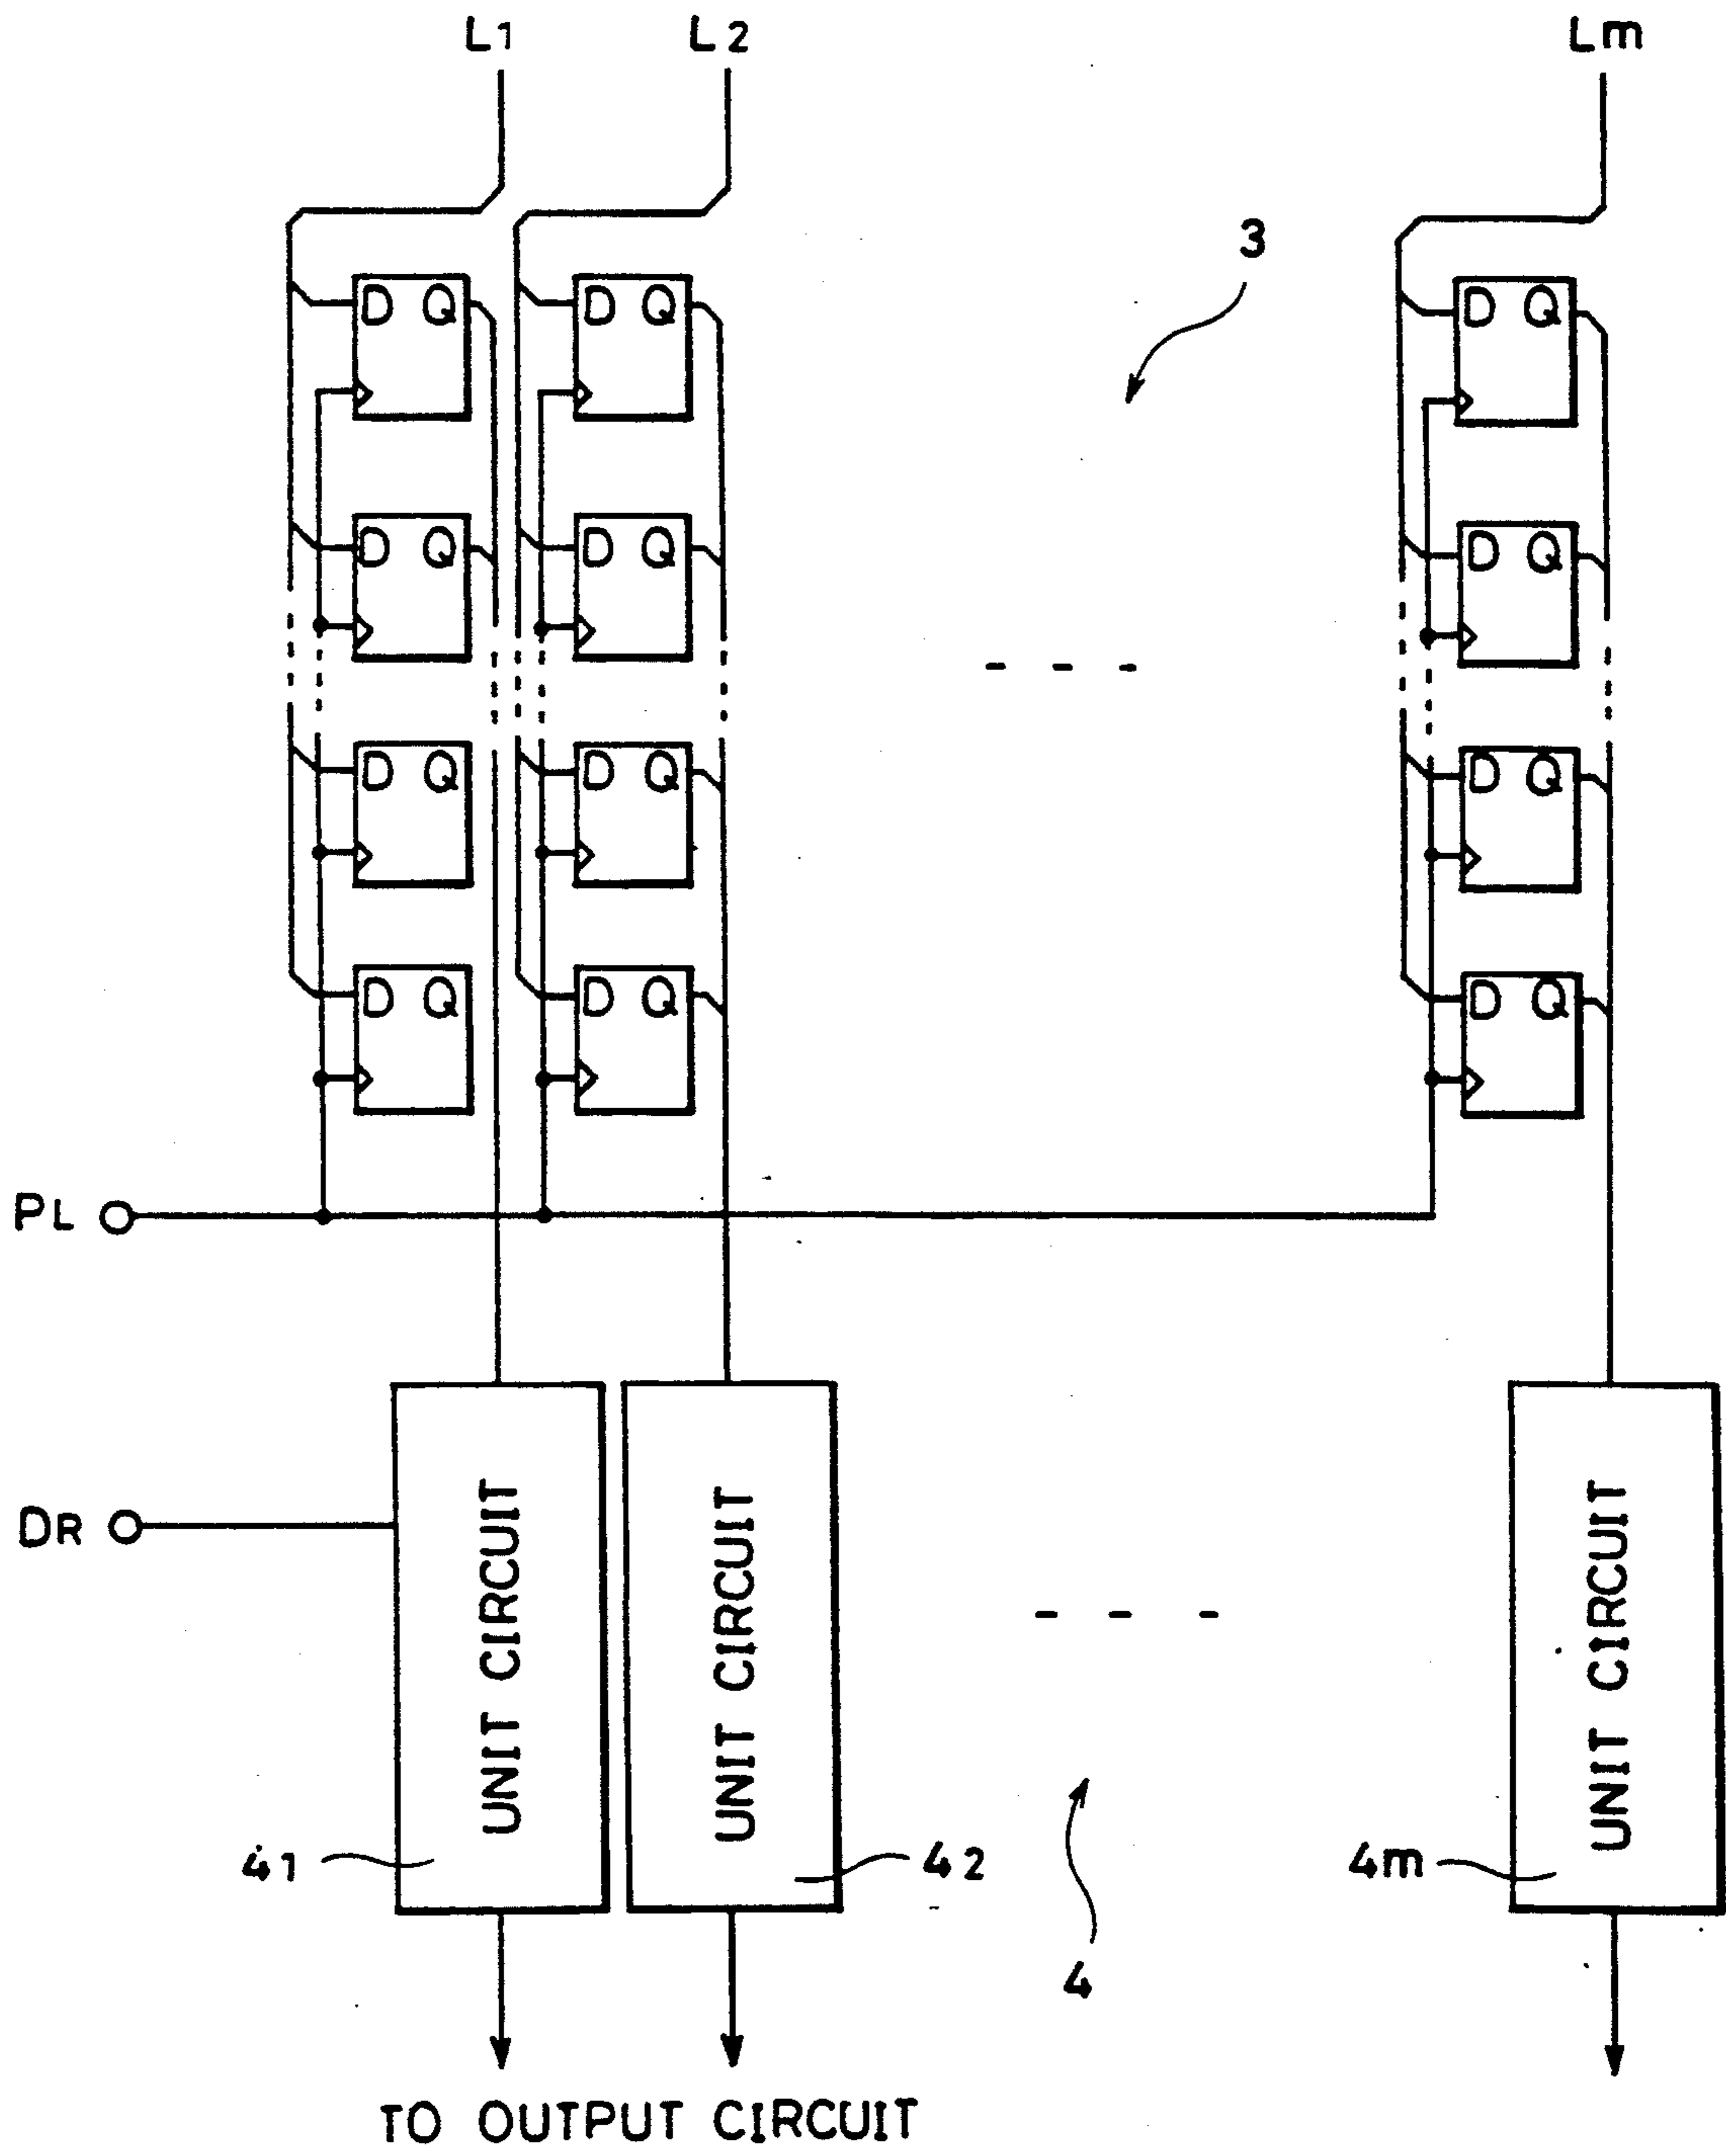 L1 L2 Lm
3
D Q D Q D Q
D Q D Q D Q
D Q D Q D Q
D Q D Q D Q
PL
DR
UNIT CIRCUIT
UNIT CIRCUIT
UNIT CIRCUIT
41 42 4m
4
TO OUTPUT CIRCUIT